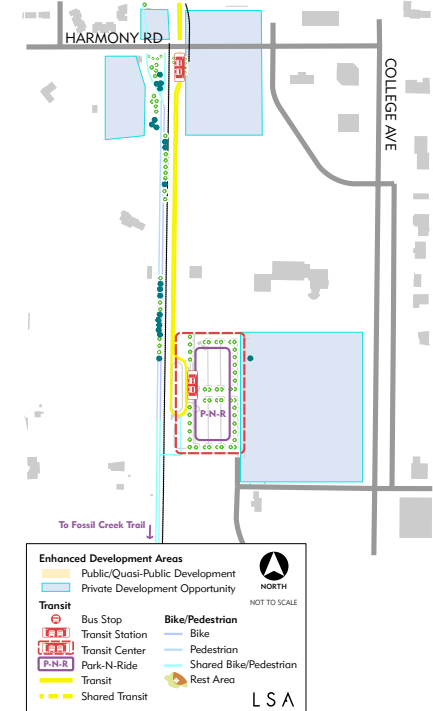 HARMONY RD
COLLEGE AVE
P-N-R
To Fossil Creek Trail
Enhanced Development Areas
Public/Quasi-Public Development
Private Development Opportunity
NORTH
NOT TO SCALE
Transit
Bus Stop
Transit Station
Transit Center
P-N-R Park-N-Ride
Transit
Shared Transit
Bike/Pedestrian
Bike
Pedestrian
Shared Bike/Pedestrian
Rest Area
LSA